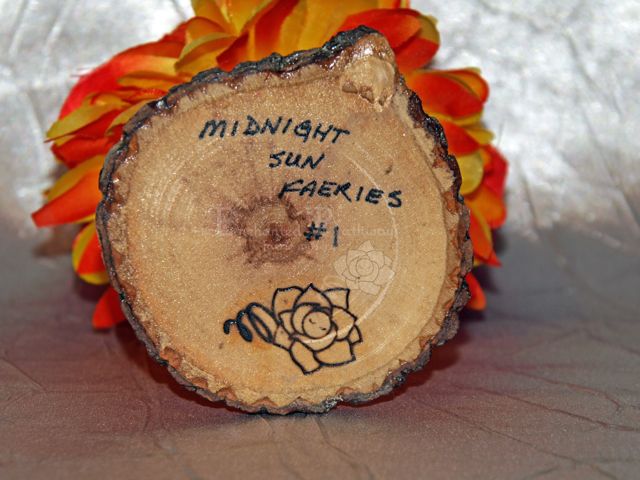 MIDNIGHT
SUN
FAERIES
#1